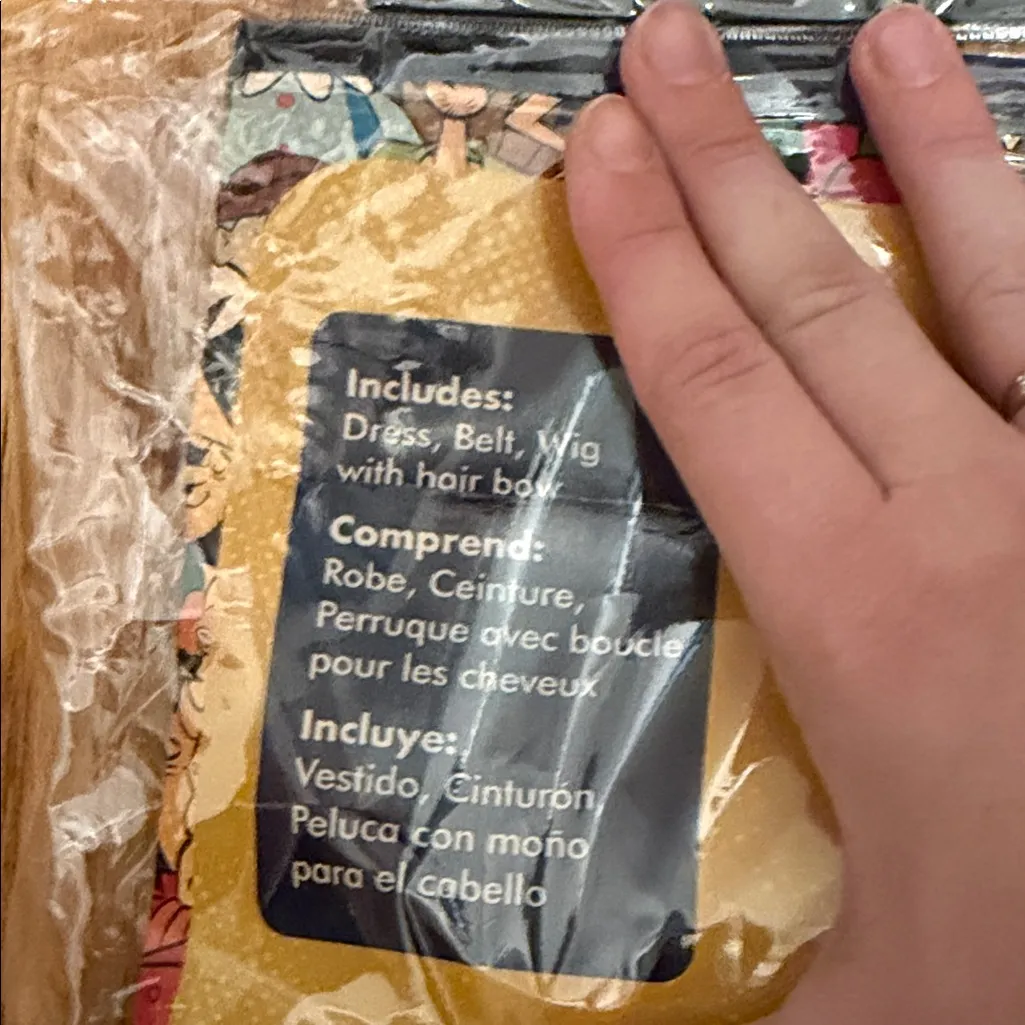 Includes:
Dress, Belt, Wig
with hair bow
Comprend:
Robe, Ceinture,
Perruque avec boucle
pour les cheveux
Incluye:
Vestido, Cinturón,
Peluca con moño
para el cabello